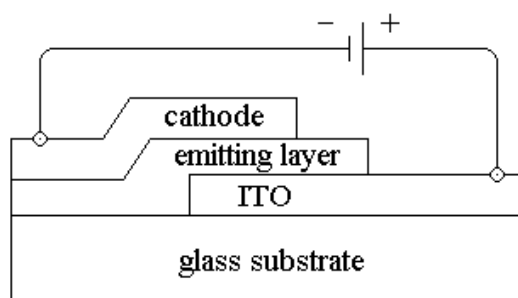 − +
cathode
emitting layer
ITO
glass substrate